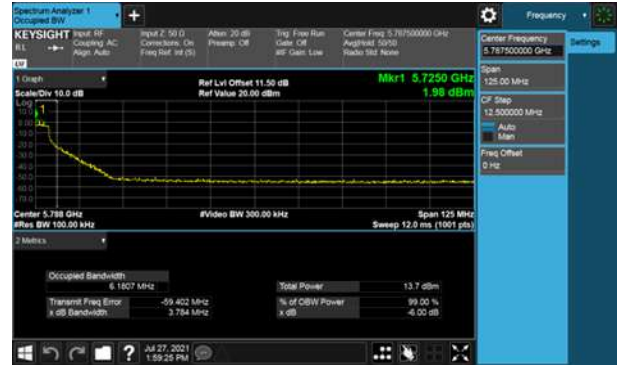 Spectrum Analyzer 1
Occupied BW
Frequency
KEYSIGHT
Input: RF
Coupling: AC
Align: Auto
Input Z: 50 Ω
Corrections: On
Freq Ref: Int (S)
Atten: 20 dB
Preamp: Off
Trig: Free Run
Gate: Off
#IF Gain: Low
Center Freq: 5.787500000 GHz
Avg|Hold: 50/50
Radio Std: None
RL
Center Frequency
5.787500000 GHz
Settings
Span
125.00 MHz
CF Step
12.500000 MHz
Auto
Man
Freq Offset
0 Hz
1 Graph
Scale/Div 10.0 dB
Ref Lvl Offset 11.50 dB
Ref Value 20.00 dBm
Mkr1 5.7250 GHz
1.98 dBm
Log
1
Center 5.788 GHz
#Res BW 100.00 kHz
#Video BW 300.00 kHz
Span 125 MHz
Sweep 12.0 ms (1001 pts)
2 Metrics
Occupied Bandwidth
6.1807 MHz
Total Power
13.7 dBm
Transmit Freq Error
-59.402 MHz
% of OBW Power
99.00 %
x dB Bandwidth
3.784 MHz
x dB
-6.00 dB
?
Jul 27, 2021
1:59:25 PM